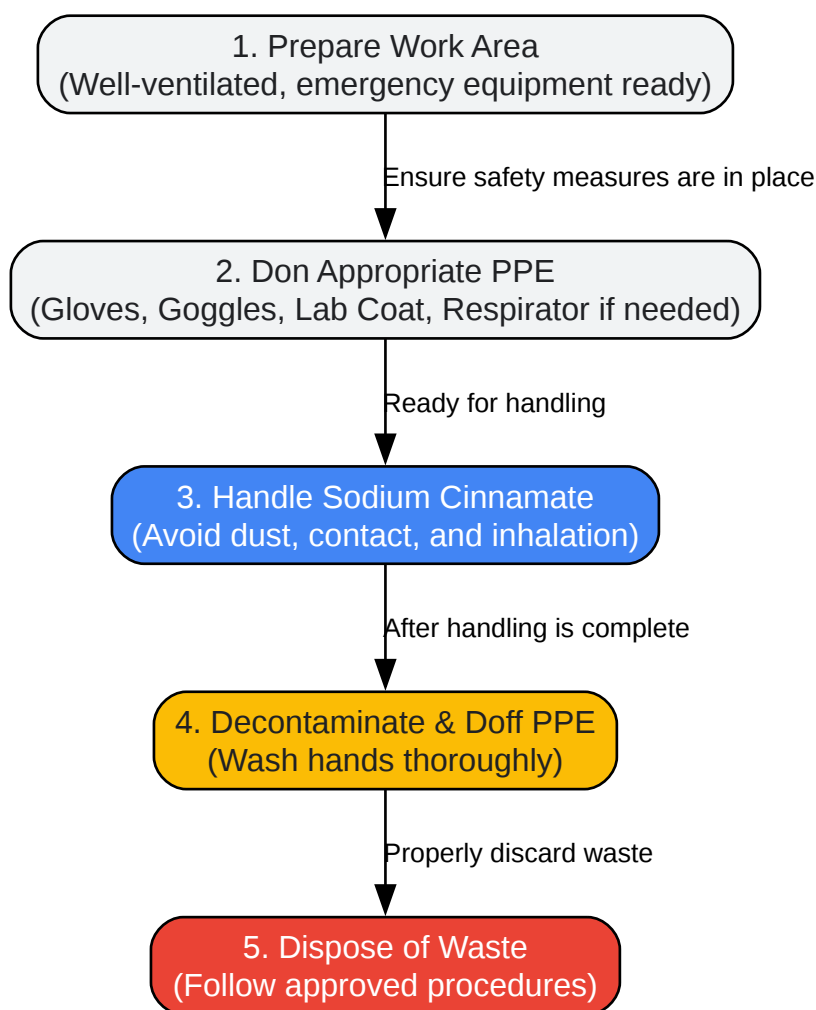 1. Prepare Work Area
(Well-ventilated, emergency equipment ready)
Ensure safety measures are in place
2. Don Appropriate PPE
(Gloves, Goggles, Lab Coat, Respirator if needed)
Ready for handling
3. Handle Sodium Cinnamate
(Avoid dust, contact, and inhalation)
After handling is complete
4. Decontaminate & Doff PPE
(Wash hands thoroughly)
Properly discard waste
5. Dispose of Waste
(Follow approved procedures)